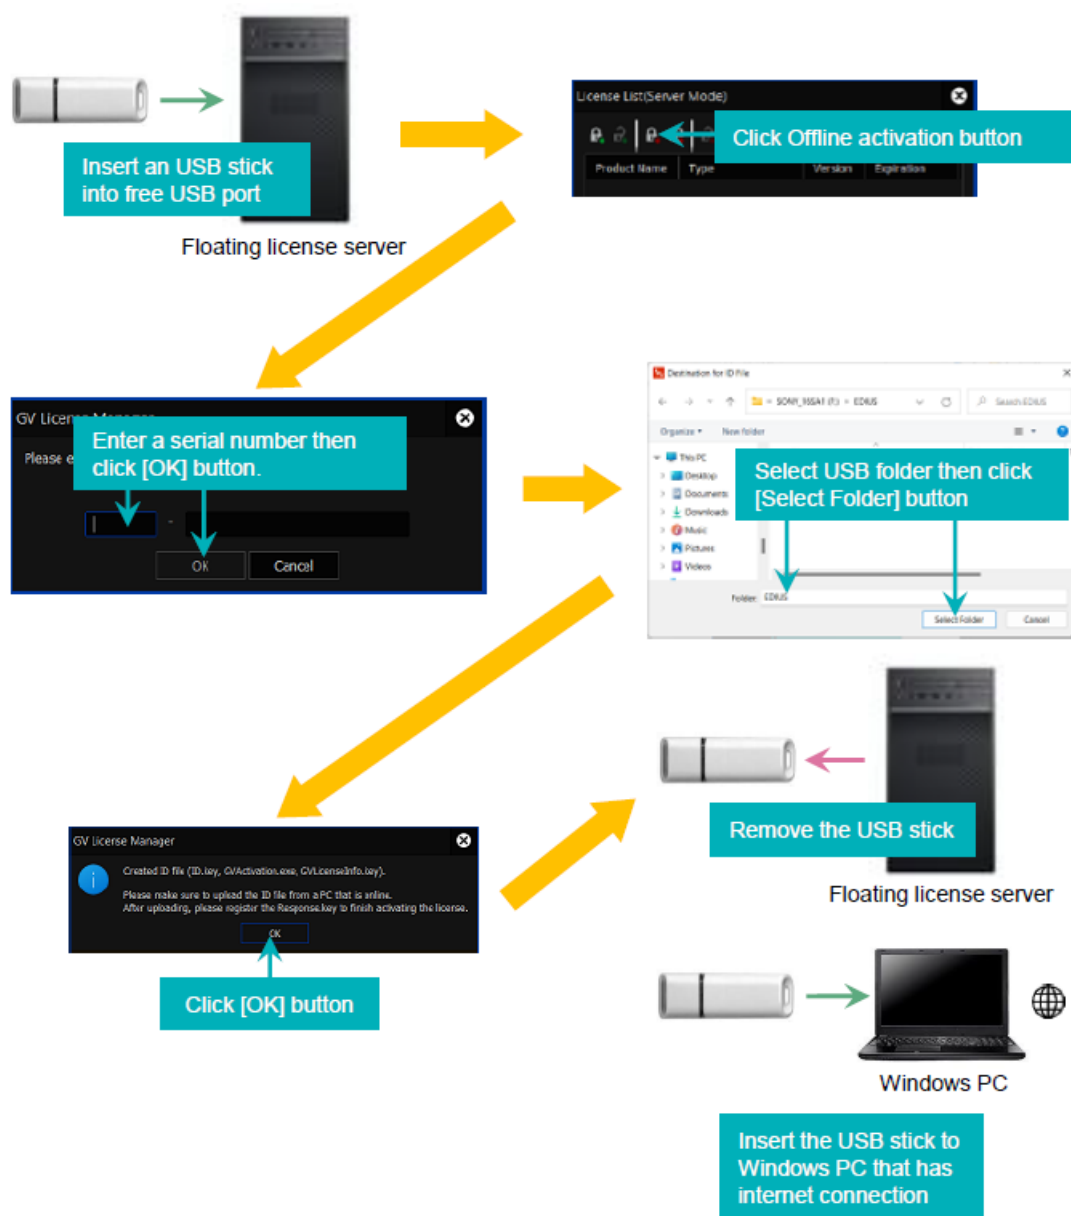 Insert an USB stick
into free USB port
Floating license server
License List(Server Mode)
Click Offline activation button
Product Name Type Version Expiration
GV License Manager
Please e
Enter a serial number then
click [OK] button.
-
OK Cancel
Destination for ID File
SONY_16SA1 (F:) > EDIUS
Search EDIUS
Organize New folder
This PC
Desktop
Documents
Downloads
Music
Pictures
Videos
Select USB folder then click
[Select Folder] button
Folder: EDIUS
Select Folder Cancel
GV License Manager
Created ID file (ID.key, GVActivation.exe, GVLicenseInfo.key).
Please make sure to upload the ID file from a PC that is online.
After uploading, please register the Response.key to finish activating the license.
OK
Click [OK] button
Remove the USB stick
Floating license server
Windows PC
Insert the USB stick to
Windows PC that has
internet connection